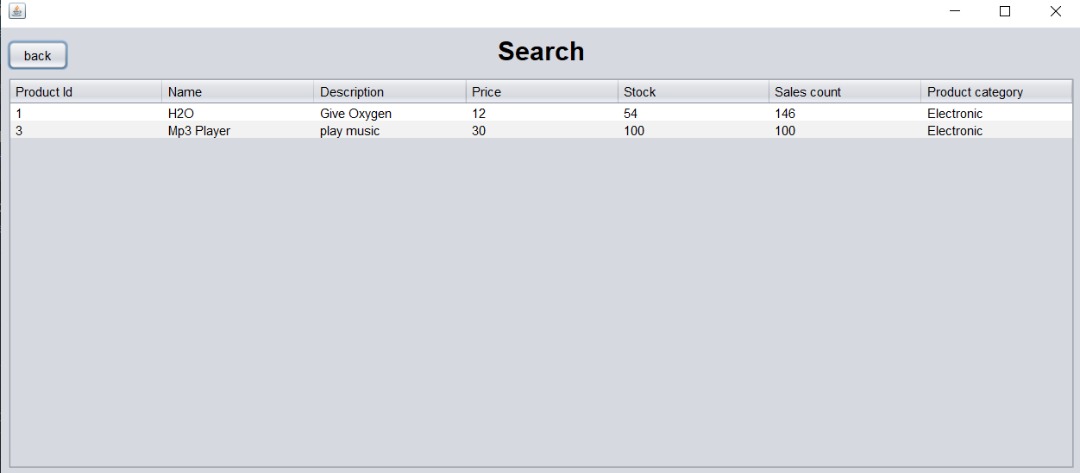 back
Search
Product Id Name Description Price Stock Sales count Product category
1 H2O Give Oxygen 12 54 146 Electronic
3 Mp3 Player play music 30 100 100 Electronic